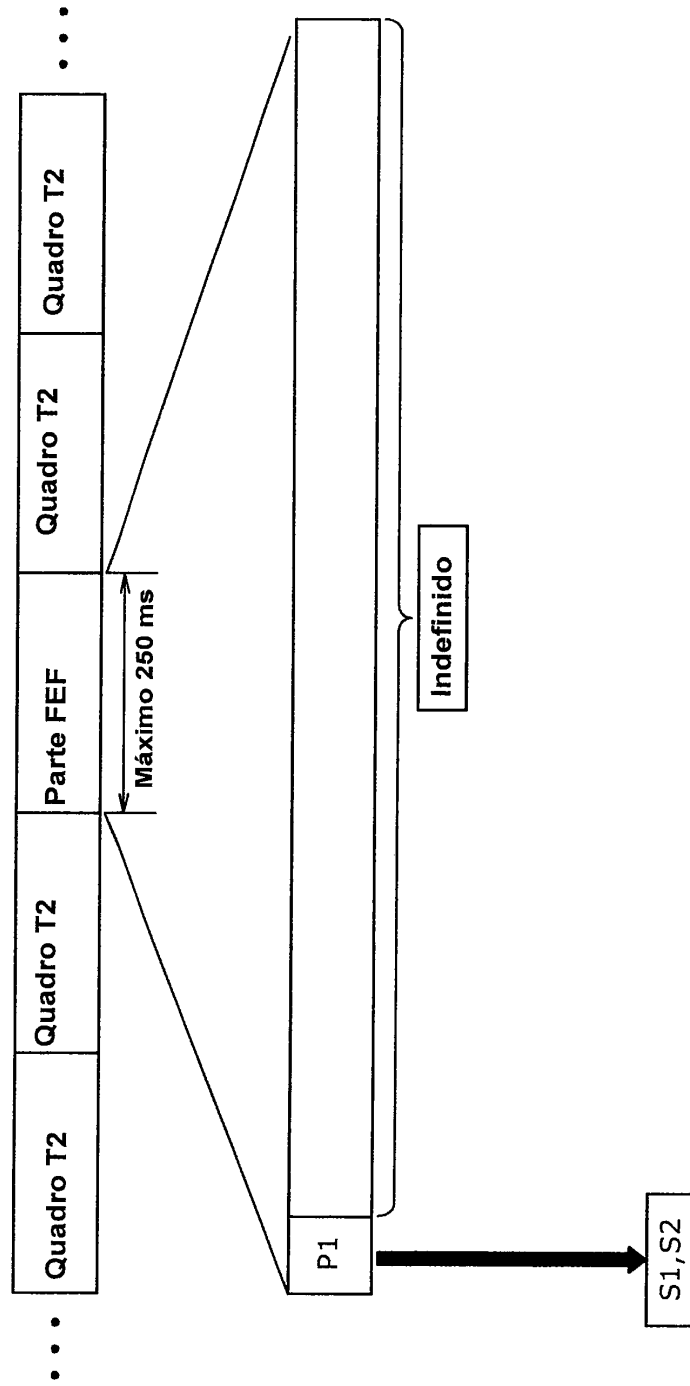 Quadro T2
Quadro T2
Parte FEF
Quadro T2
Quadro T2
Máximo 250 ms
P1
Indefinido
S1,S2